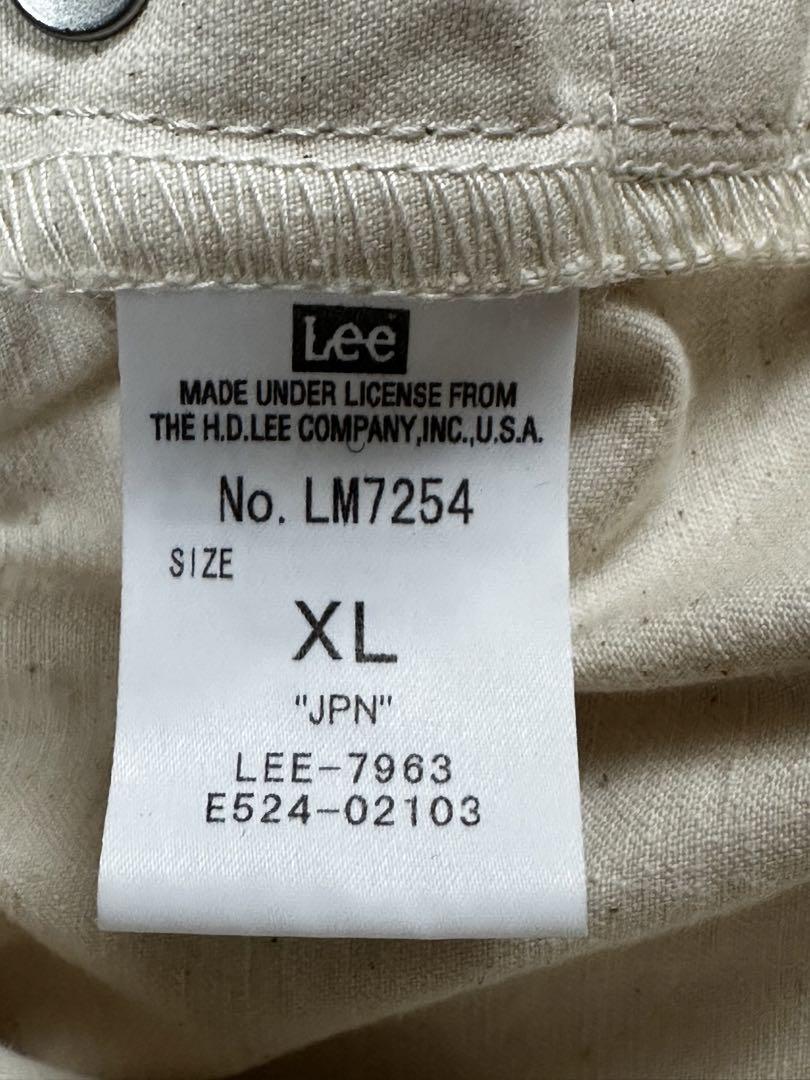 Lee
MADE UNDER LICENSE FROM
THE H.D.LEE COMPANY,INC.,U.S.A.
No. LM7254
SIZE
XL
"JPN"
LEE-7963
E524-02103